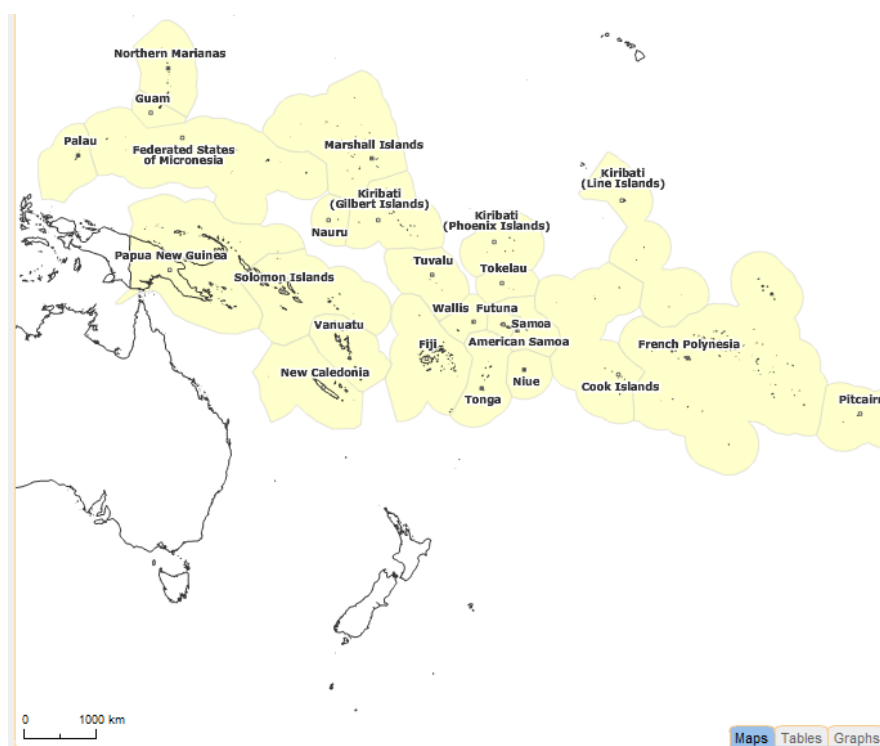 Northern Marianas
Guam
Palau
Federated States
of Micronesia
Marshall Islands
Kiribati
(Gilbert Islands)
Nauru
Kiribati
(Phoenix Islands)
Kiribati
(Line Islands)
Papua New Guinea
Solomon Islands
Tuvalu
Tokelau
Wallis Futuna
Samoa
American Samoa
Vanuatu
Fiji
French Polynesia
New Caledonia
Tonga
Niue
Cook Islands
Pitcairn
0 1000 km
Maps Tables Graphs